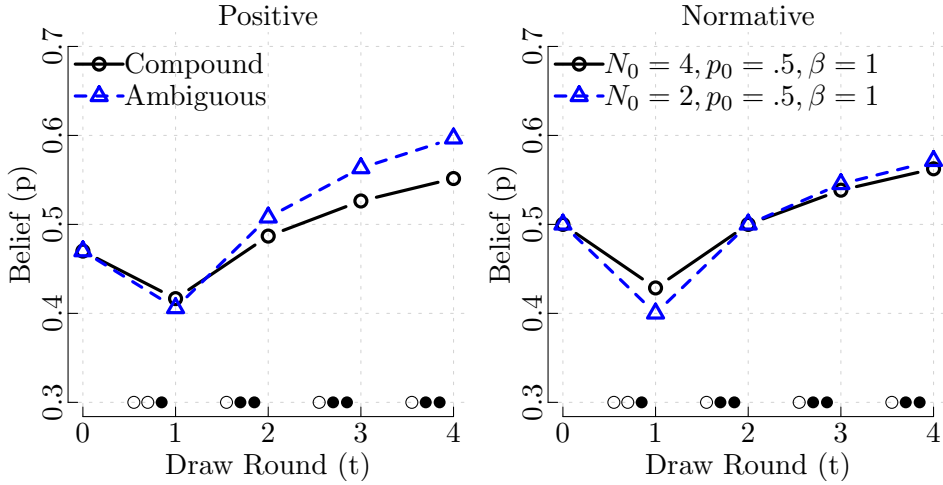 Positive
Compound
Ambiguous
Belief (p)
0.7
0.6
0.5
0.4
0.3
0 1 2 3 4
Draw Round (t)
Normative
N₀ = 4, p₀ = .5, β = 1
N₀ = 2, p₀ = .5, β = 1
Belief (p)
0.7
0.6
0.5
0.4
0.3
0 1 2 3 4
Draw Round (t)